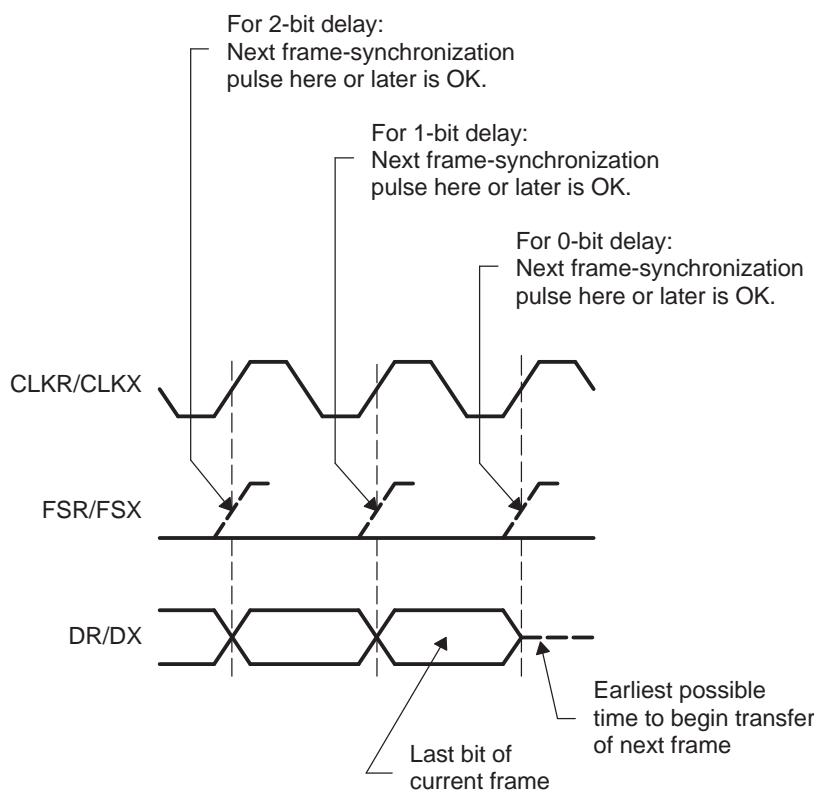 For 2-bit delay:
Next frame-synchronization
pulse here or later is OK.
For 1-bit delay:
Next frame-synchronization
pulse here or later is OK.
For 0-bit delay:
Next frame-synchronization
pulse here or later is OK.
CLKR/CLKX
FSR/FSX
DR/DX
Earliest possible
time to begin transfer
of next frame
Last bit of
current frame